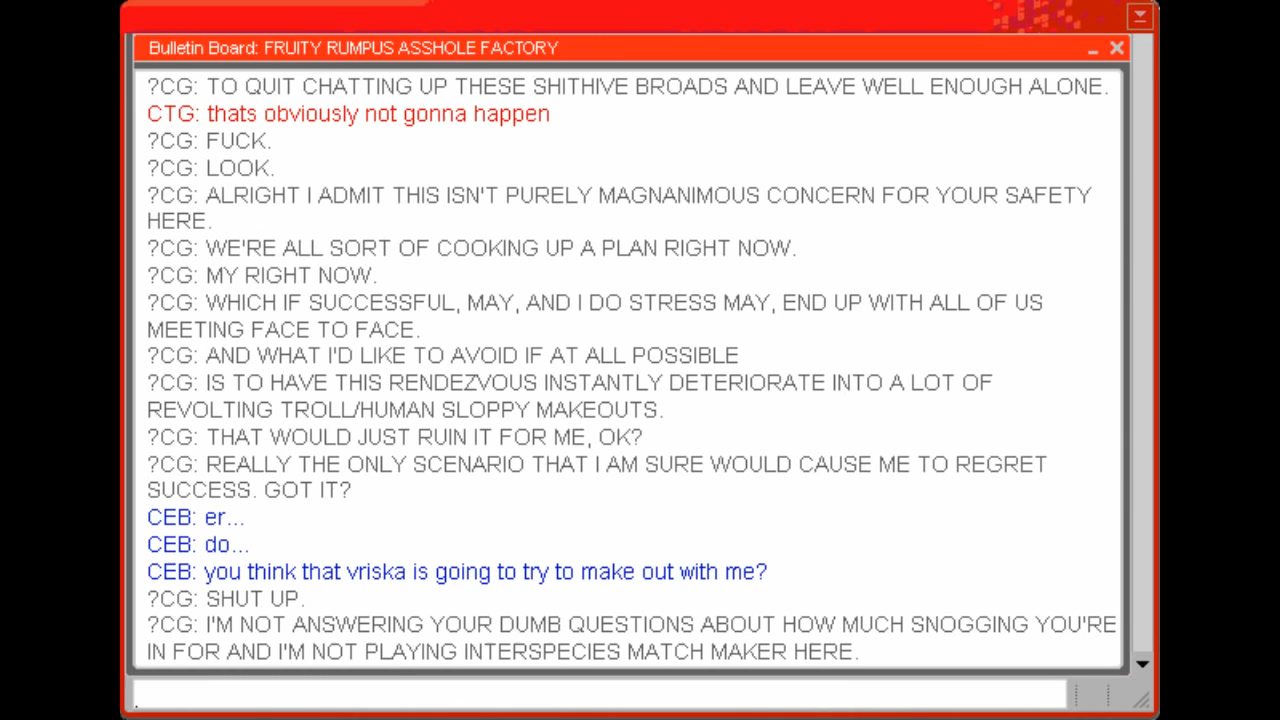 Bulletin Board: FRUITY RUMPUS ASSHOLE FACTORY
?CG: TO QUIT CHATTING UP THESE SHITHIVE BROADS AND LEAVE WELL ENOUGH ALONE.
CTG: thats obviously not gonna happen
?CG: FUCK.
?CG: LOOK.
?CG: ALRIGHT I ADMIT THIS ISN'T PURELY MAGNANIMOUS CONCERN FOR YOUR SAFETY
HERE.
?CG: WE'RE ALL SORT OF COOKING UP A PLAN RIGHT NOW.
?CG: MY RIGHT NOW.
?CG: WHICH IF SUCCESSFUL, MAY, AND I DO STRESS MAY, END UP WITH ALL OF US
MEETING FACE TO FACE.
?CG: AND WHAT I'D LIKE TO AVOID IF AT ALL POSSIBLE
?CG: IS TO HAVE THIS RENDEZVOUS INSTANTLY DETERIORATE INTO A LOT OF
REVOLTING TROLL/HUMAN SLOPPY MAKEOUTS.
?CG: THAT WOULD JUST RUIN IT FOR ME, OK?
?CG: REALLY THE ONLY SCENARIO THAT I AM SURE WOULD CAUSE ME TO REGRET
SUCCESS. GOT IT?
CEB: er...
CEB: do...
CEB: you think that vriska is going to try to make out with me?
?CG: SHUT UP.
?CG: I'M NOT ANSWERING YOUR DUMB QUESTIONS ABOUT HOW MUCH SNOGGING YOU'RE
IN FOR AND I'M NOT PLAYING INTERSPECIES MATCH MAKER HERE.